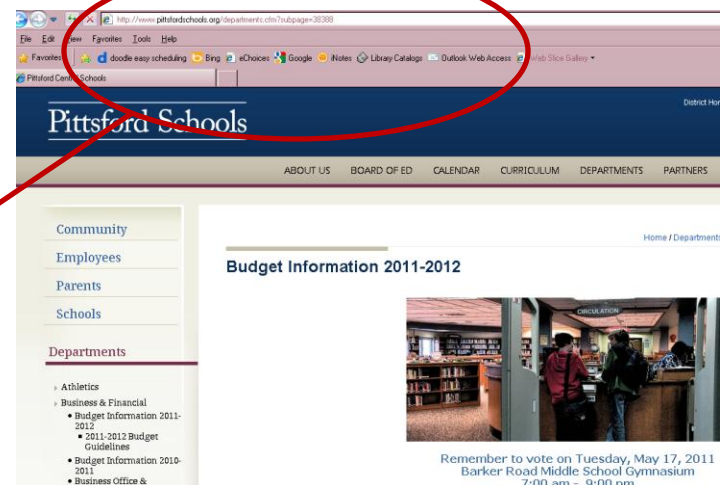 http://www.pittsfordschools.org/departments.cfm?subpage=38388
File Edit View Favorites Tools Help
Favorites doodle easy scheduling Bing eChoices Google iNotes Library Catalogs Outlook Web Access Web Slice Gallery
Pittsford Central Schools
District Hom
Pittsford Schools
ABOUT US BOARD OF ED CALENDAR CURRICULUM DEPARTMENTS PARTNERS
Community
Employees
Parents
Schools
Departments
Athletics
Business & Financial
Budget Information 2011-
2012
2011-2012 Budget
Guidelines
Budget Information 2010-
2011
Business Office &
Home / Departments
Budget Information 2011-2012
CIRCULATION
Remember to vote on Tuesday, May 17, 2011
Barker Road Middle School Gymnasium
7:00 am - 9:00 pm